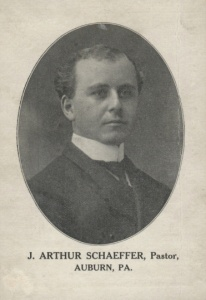 J. ARTHUR SCHAEFFER, Pastor,
AUBURN, PA.